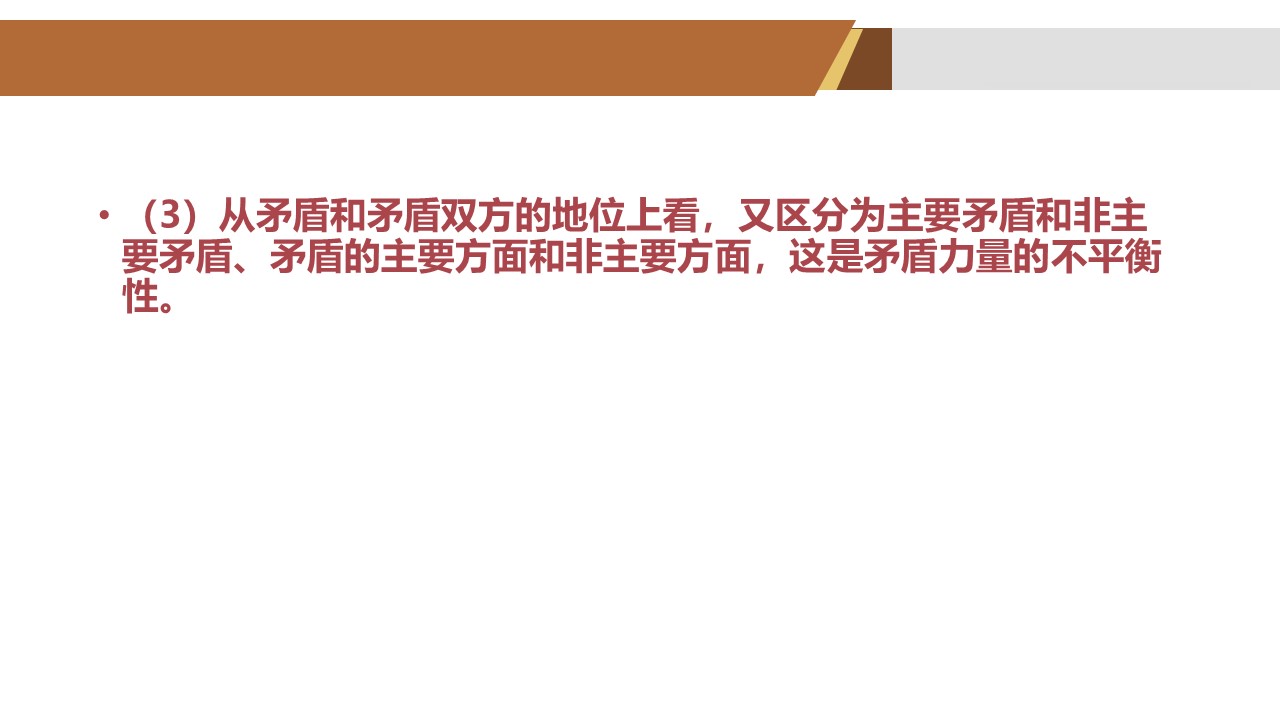 • （3）从矛盾和矛盾双方的地位上看，又区分为主要矛盾和非主
要矛盾、矛盾的主要方面和非主要方面，这是矛盾力量的不平衡
性。